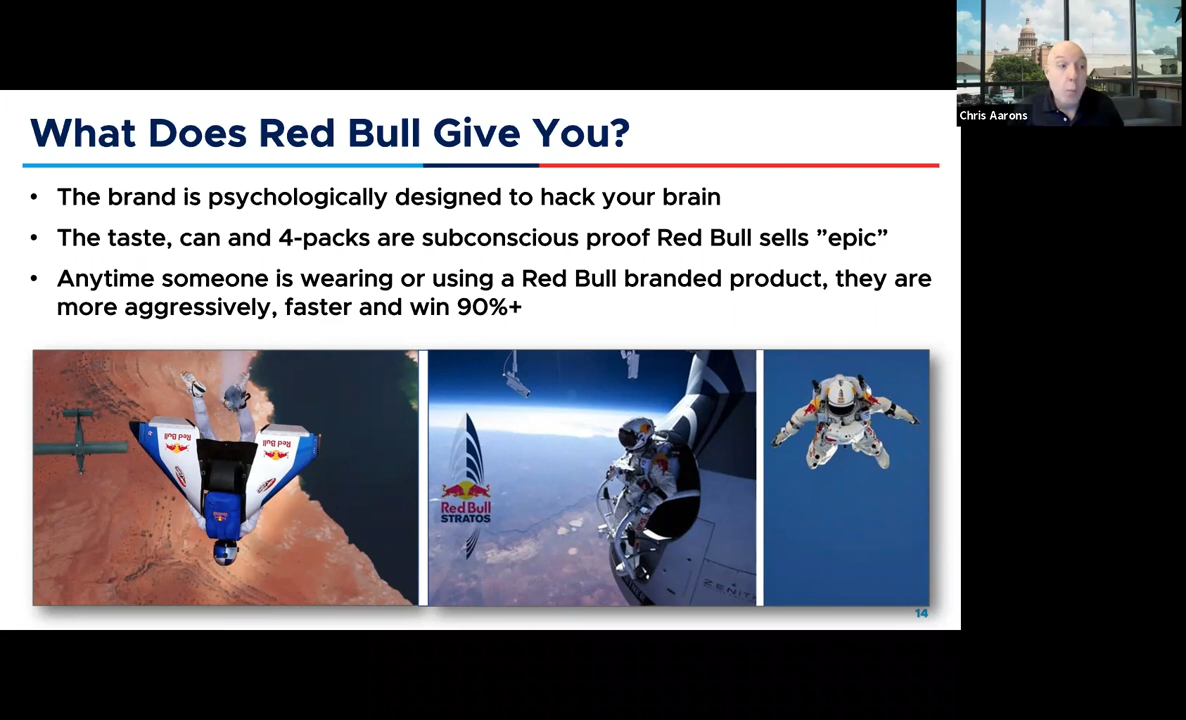 Chris Aarons
What Does Red Bull Give You?
• The brand is psychologically designed to hack your brain
• The taste, can and 4-packs are subconscious proof Red Bull sells ”epic”
• Anytime someone is wearing or using a Red Bull branded product, they are
more aggressively, faster and win 90%+
Red Bull
Red Bull
Red Bull
STRATOS
ZENIT
14